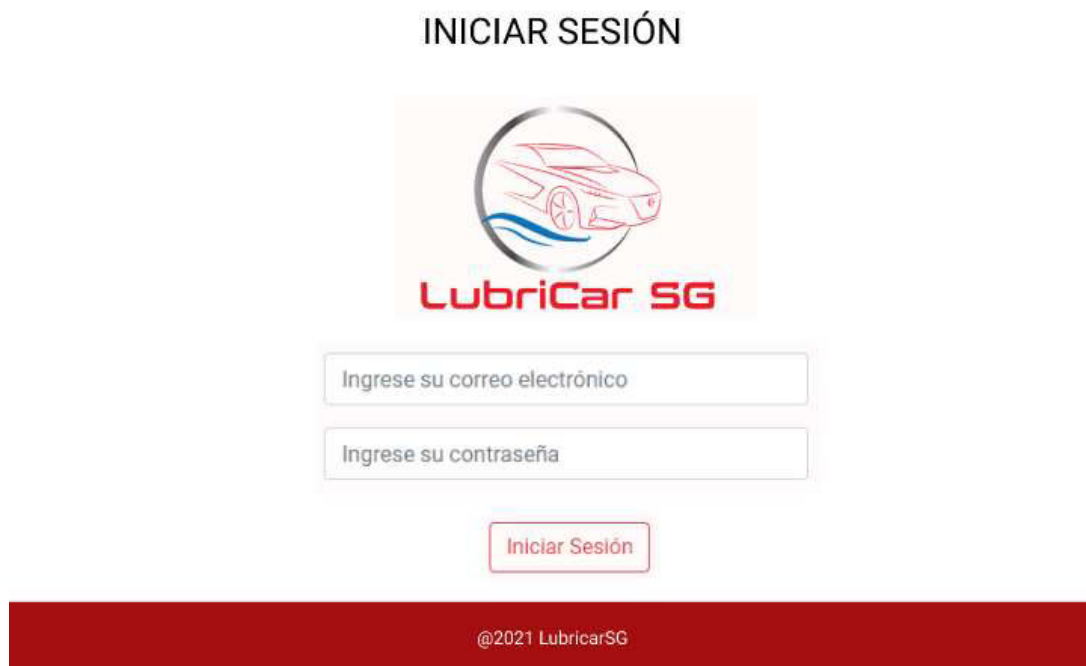 INICIAR SESIÓN
LubriCar SG
Ingrese su correo electrónico
Ingrese su contraseña
Iniciar Sesión
@2021 LubricarSG